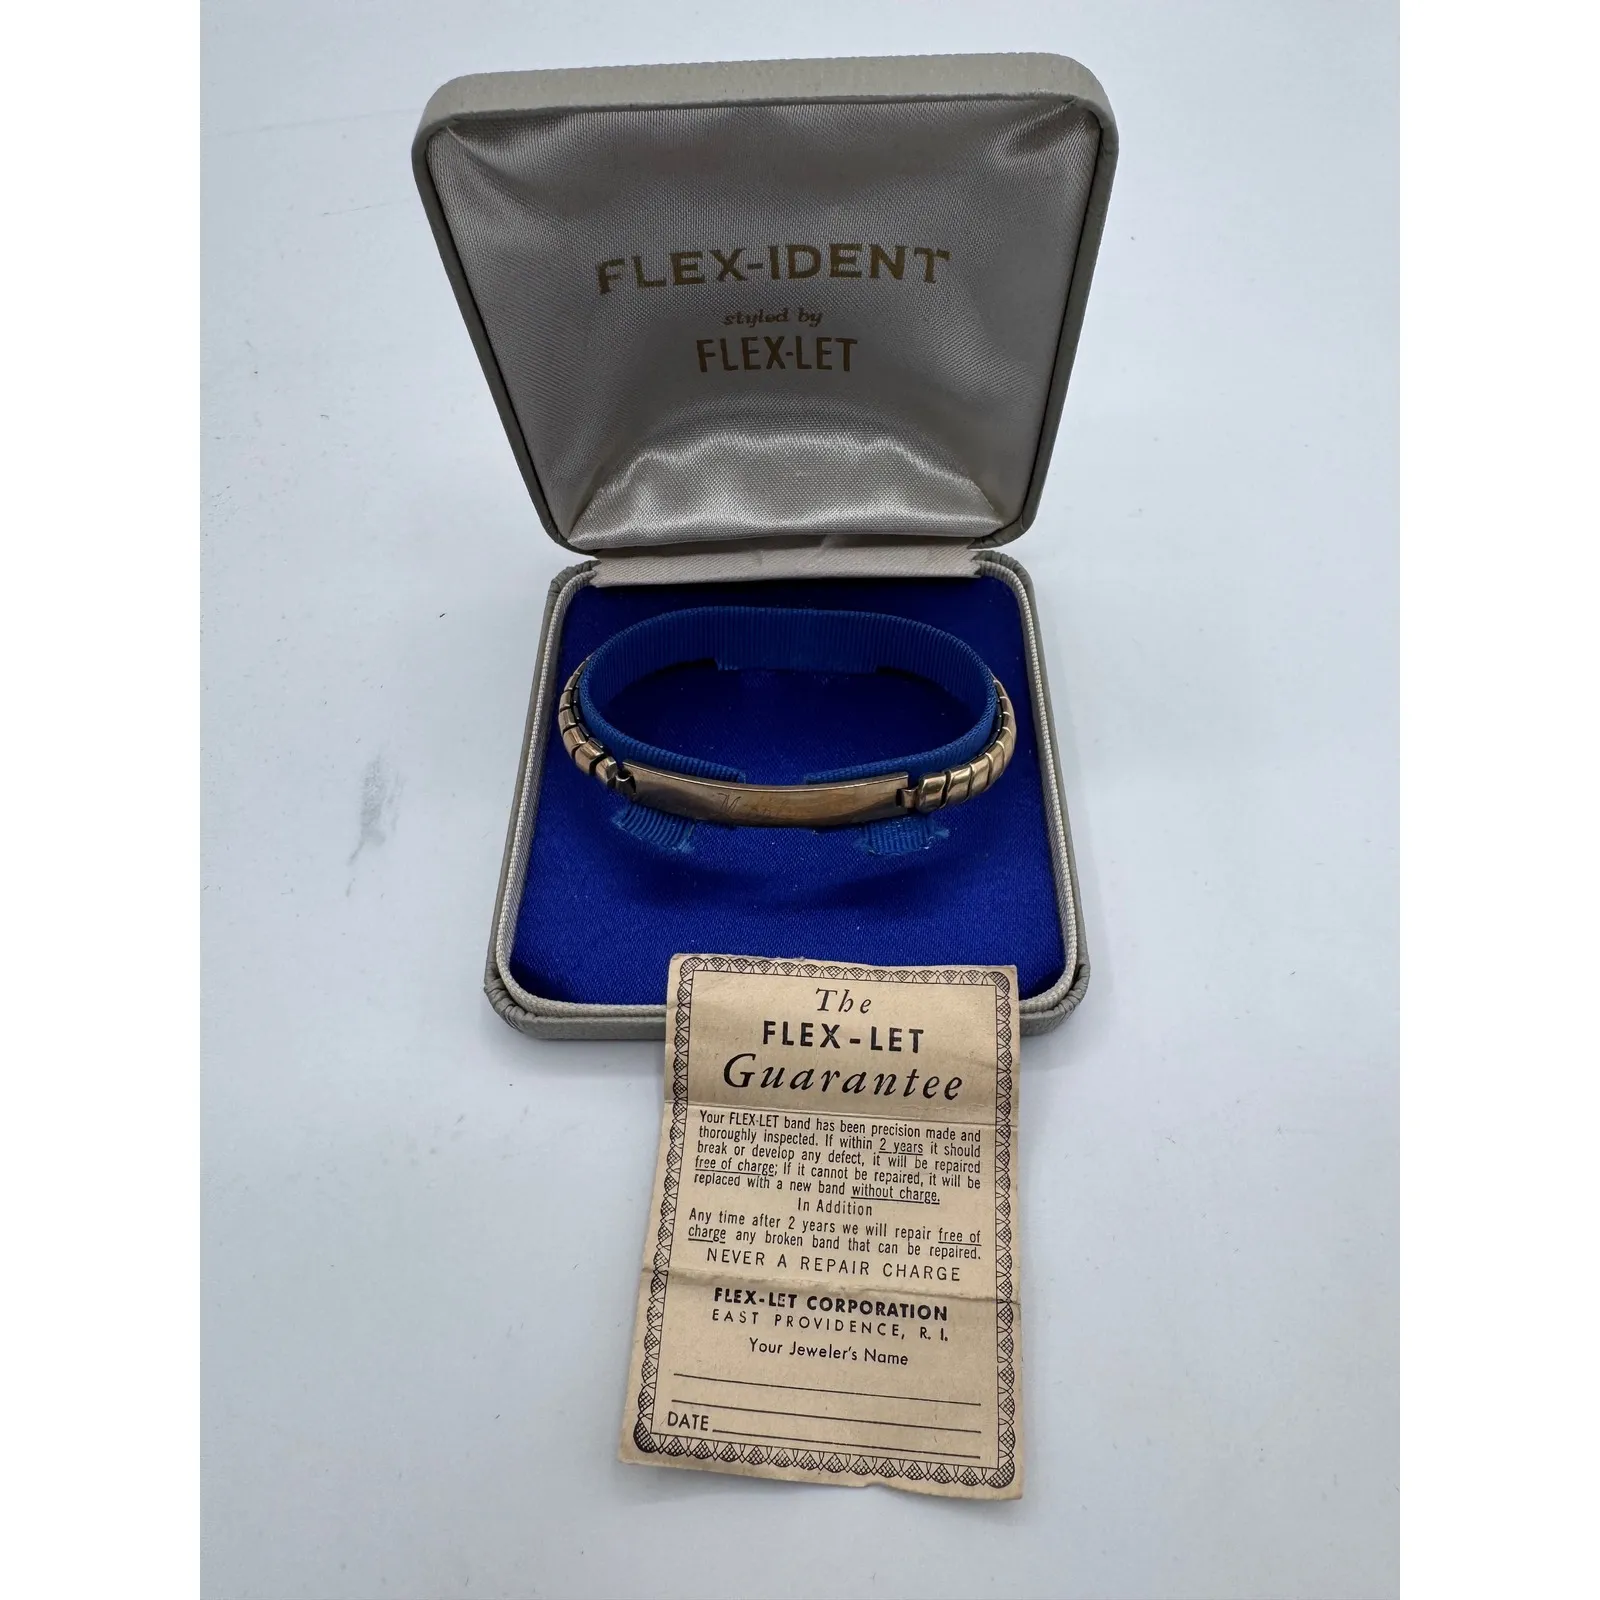 FLEX-IDENT
styled by
FLEX-LET
The
FLEX-LET
Guarantee
Your FLEX-LET band has been precision made and
thoroughly inspected. If within 2 years it should
break or develop any defect, it will be repaired
free of charge; If it cannot be repaired, it will be
replaced with a new band without charge.
In Addition
Any time after 2 years we will repair free of
charge any broken band that can be repaired.
NEVER A REPAIR CHARGE
FLEX-LET CORPORATION
EAST PROVIDENCE, R. I.
Your Jeweler's Name
DATE